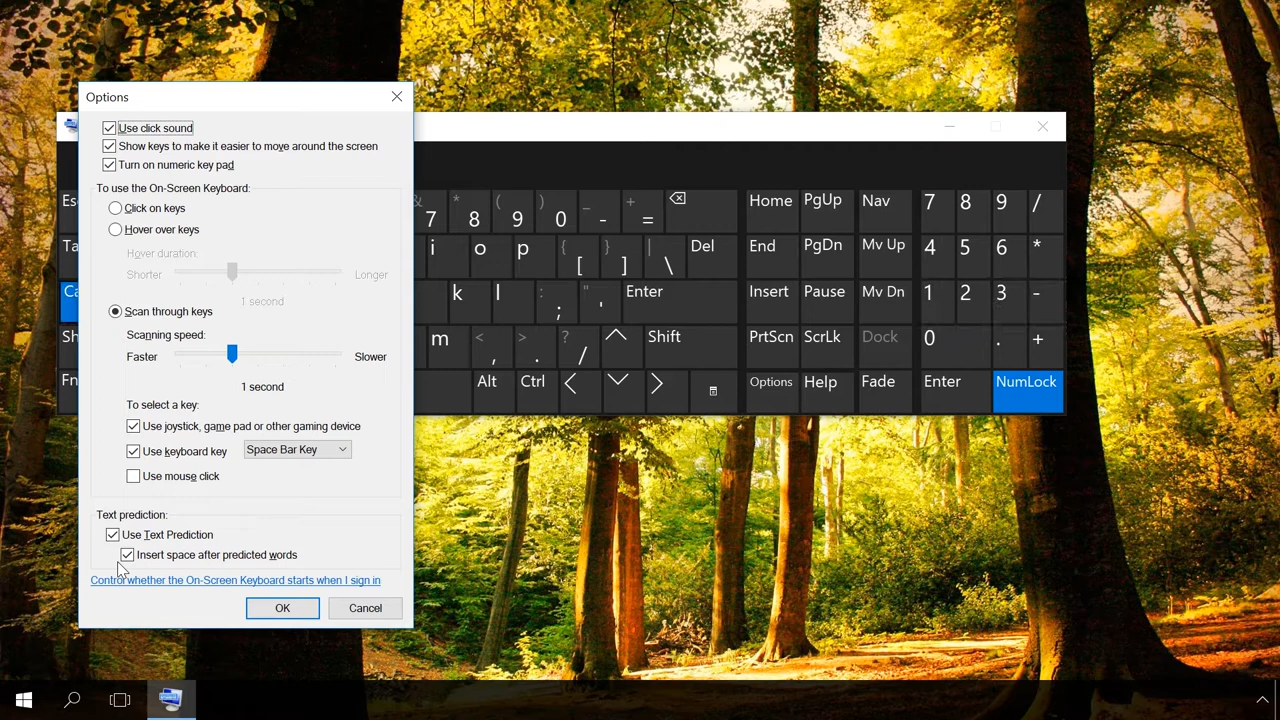 Options
Use click sound
Show keys to make it easier to move around the screen
Turn on numeric key pad
To use the On-Screen Keyboard:
Click on keys
Hover over keys
Hover duration:
Shorter Longer
1 second
Scan through keys
Scanning speed:
Faster Slower
1 second
To select a key:
Use joystick, game pad or other gaming device
Use keyboard key Space Bar Key
Use mouse click
Text prediction:
Use Text Prediction
Insert space after predicted words
Control whether the On-Screen Keyboard starts when I sign in
OK Cancel
Es & 7 * 8 ( 9 ) 0 _ - + = Home PgUp Nav 7 8 9 /
Ta i o p { [ } ] | \ Del End PgDn Mv Up 4 5 6 *
Ca k l : ; " ' Enter Insert Pause Mv Dn 1 2 3 -
Sh m < , > . ? / Shift PrtScn ScrLk Dock 0 . +
Fn Alt Ctrl Options Help Fade Enter NumLock